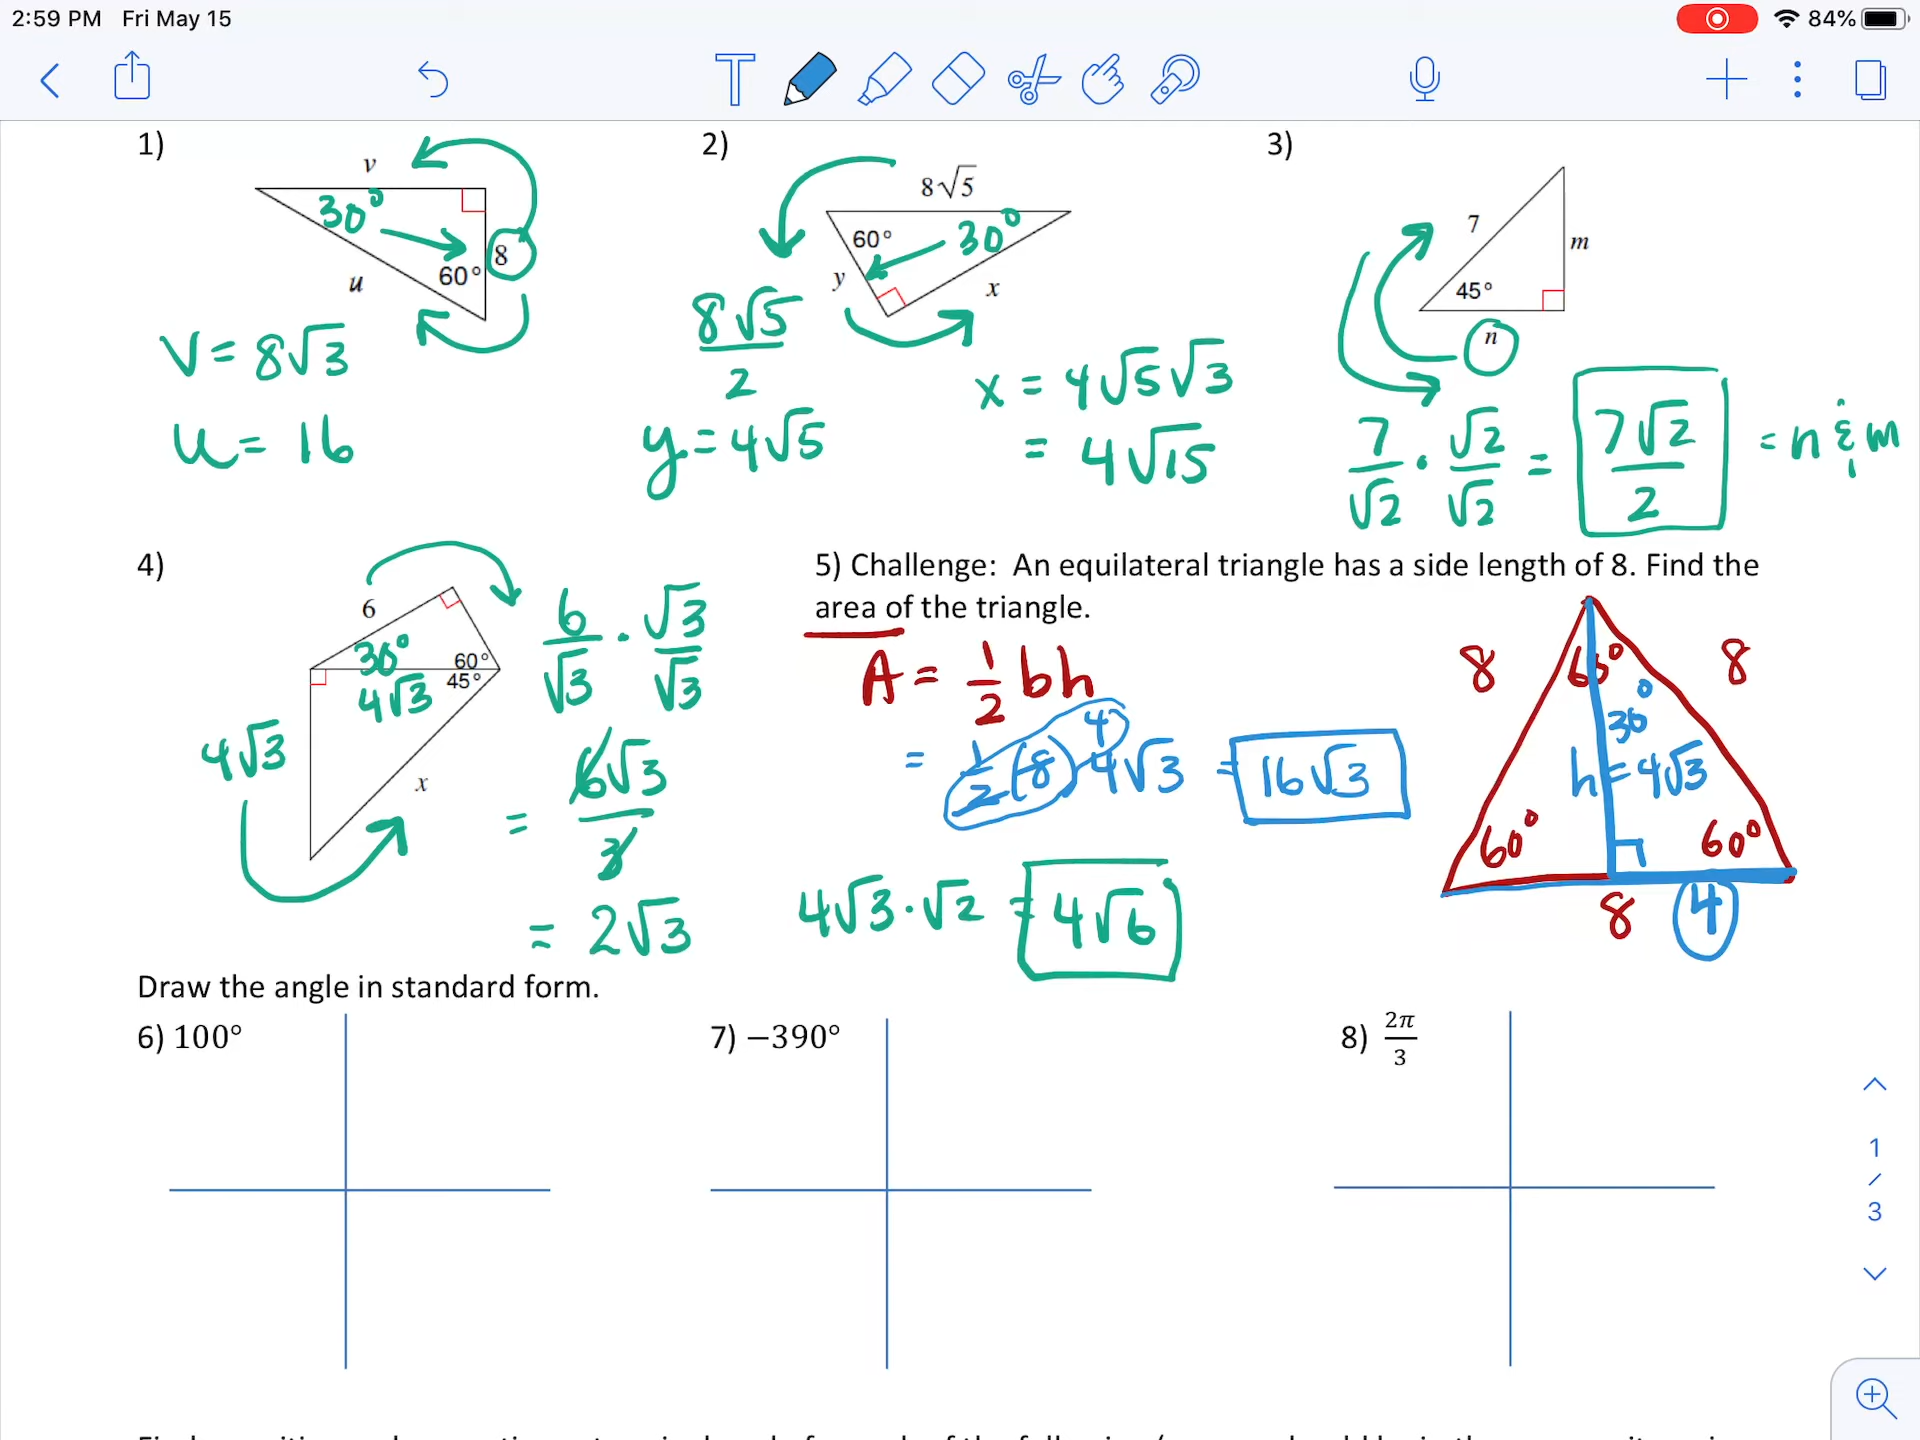 2:59 PM Fri May 15
84%
1)
v
30°
60°
8
u
v = 8√3
u = 16
2)
8√5
60°
30°
y
x
8√5
2
y = 4√5
x = 4√5√3
= 4√15
3)
7
m
45°
n
7/√2 · √2/√2 = 7√2/2 = n & m
4)
6
30°
60°
45°
4√3
4√3
x
6/√3 · √3/√3
= 6√3/3
= 2√3
4√3 · √2 = 4√6
5) Challenge: An equilateral triangle has a side length of 8. Find the
area of the triangle.
A = 1/2 bh
4
= 1/2 (8) · 4√3 = 16√3
8
60°
8
30°
h = 4√3
60°
60°
8
4
Draw the angle in standard form.
6) 100°
7) −390°
8) 2π/3
1
/
3